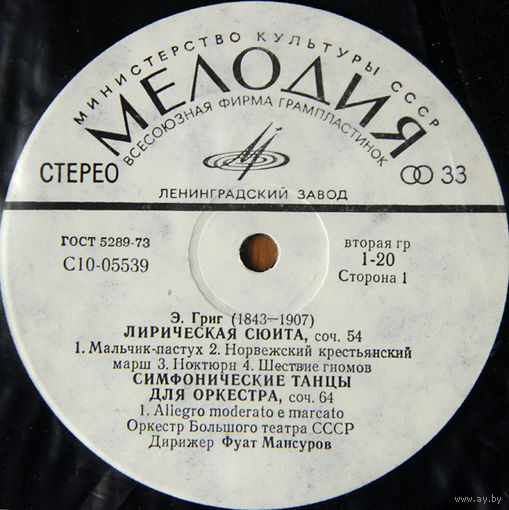 МИНИСТЕРСТВО КУЛЬТУРЫ СССР
МЕЛОДИЯ
ВСЕСОЮЗНАЯ ФИРМА ГРАМПЛАСТИНОК
СТЕРЕО
33
ЛЕНИНГРАДСКИЙ ЗАВОД
ГОСТ 5289-73
вторая гр
С10-05539
1-20
Сторона 1
Э. Григ (1843—1907)
ЛИРИЧЕСКАЯ СЮИТА, соч. 54
1. Мальчик-пастух 2. Норвежский крестьянский
марш 3. Ноктюрн 4. Шествие гномов
СИМФОНИЧЕСКИЕ ТАНЦЫ
ДЛЯ ОРКЕСТРА, соч. 64
1. Allegro moderato e marcato
Оркестр Большого театра СССР
Дирижер Фуат Мансуров
www.ay.by